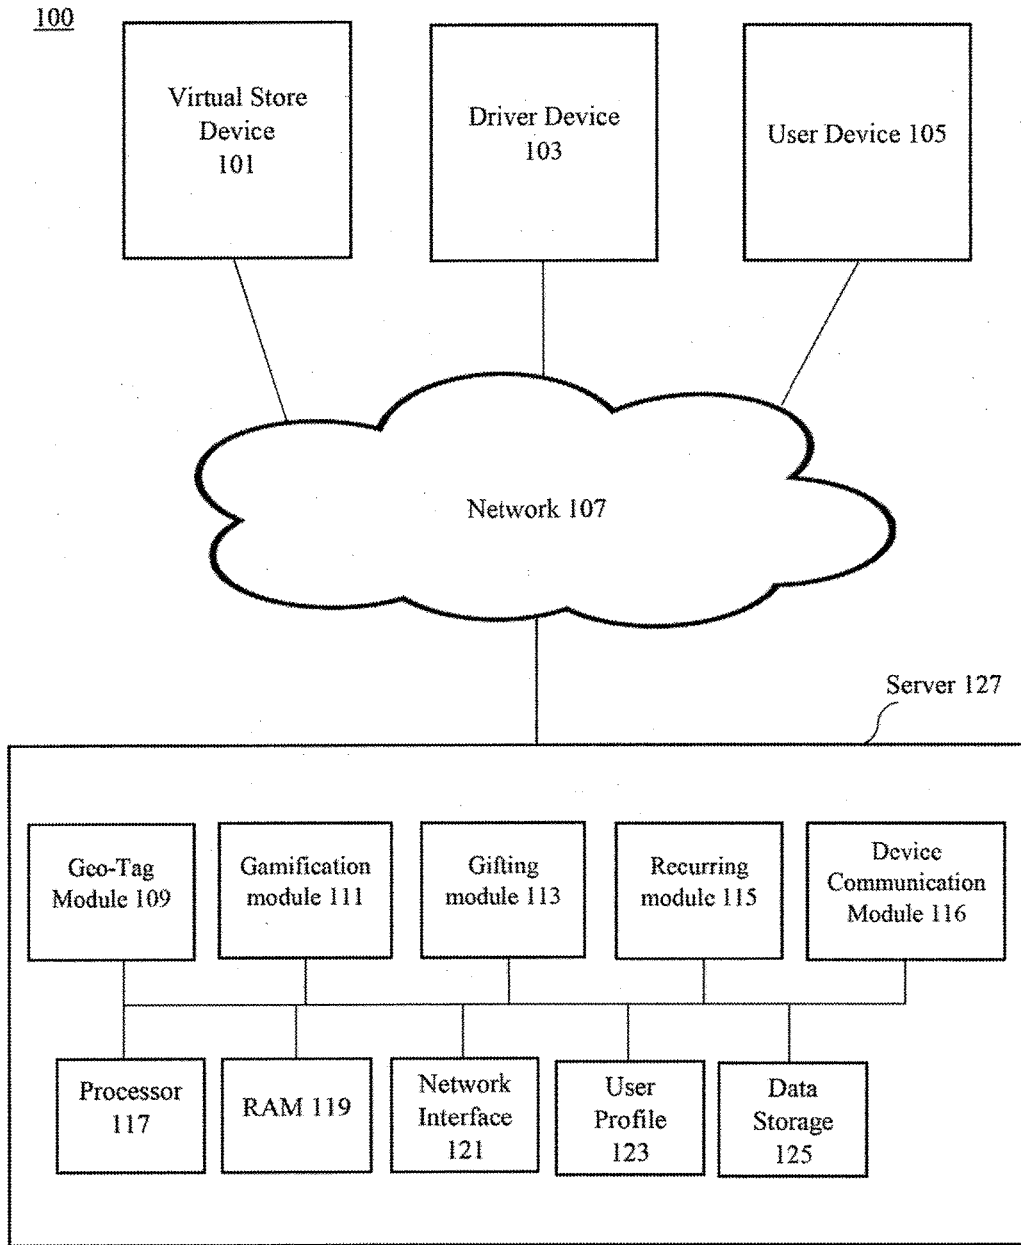 100
Virtual Store
Device
101
Driver Device
103
User Device 105
Network 107
Server 127
Geo-Tag
Module 109
Gamification
module 111
Gifting
module 113
Recurring
module 115
Device
Communication
Module 116
Processor
117
RAM 119
Network
Interface
121
User
Profile
123
Data
Storage
125